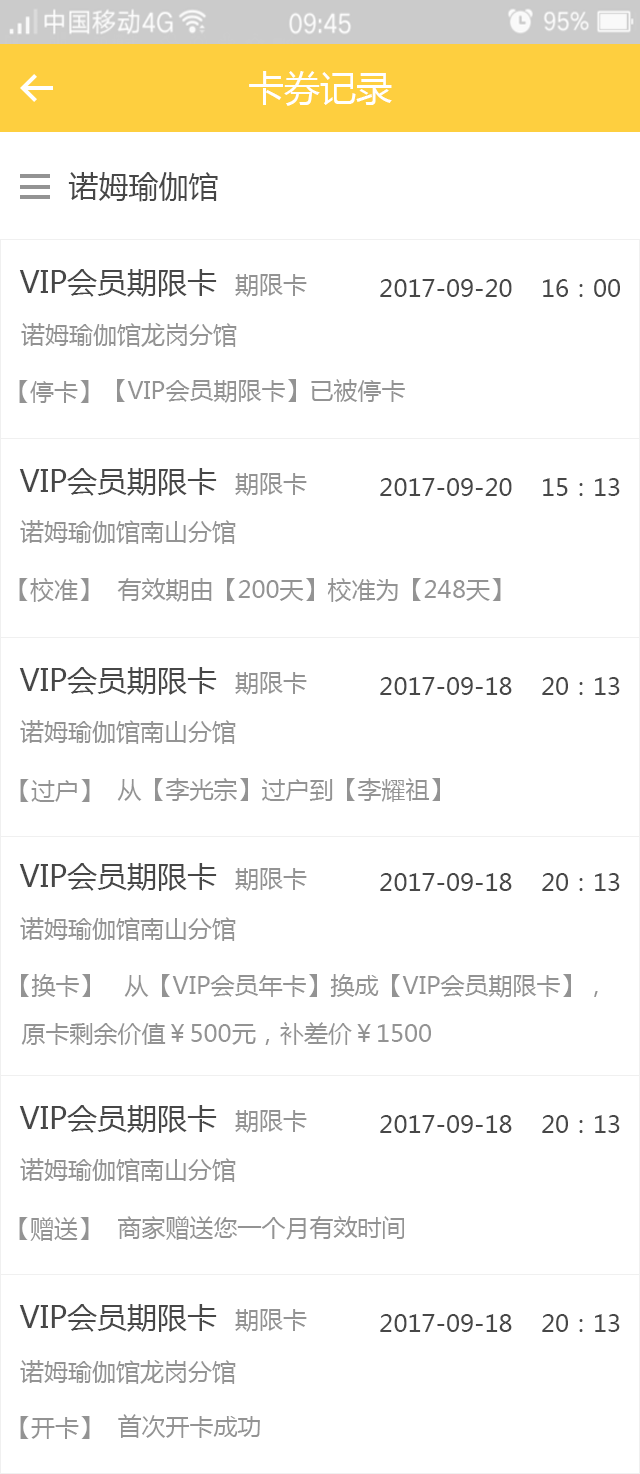 中国移动4G 09:45 95%
卡券记录
诺姆瑜伽馆
VIP会员期限卡 期限卡 2017-09-20 16：00
诺姆瑜伽馆龙岗分馆
【停卡】【VIP会员期限卡】已被停卡
VIP会员期限卡 期限卡 2017-09-20 15：13
诺姆瑜伽馆南山分馆
【校准】 有效期由【200天】校准为【248天】
VIP会员期限卡 期限卡 2017-09-18 20：13
诺姆瑜伽馆南山分馆
【过户】 从【李光宗】过户到【李耀祖】
VIP会员期限卡 期限卡 2017-09-18 20：13
诺姆瑜伽馆南山分馆
【换卡】 从【VIP会员年卡】换成【VIP会员期限卡】，
原卡剩余价值￥500元，补差价￥1500
VIP会员期限卡 期限卡 2017-09-18 20：13
诺姆瑜伽馆南山分馆
【赠送】 商家赠送您一个月有效时间
VIP会员期限卡 期限卡 2017-09-18 20：13
诺姆瑜伽馆龙岗分馆
【开卡】 首次开卡成功